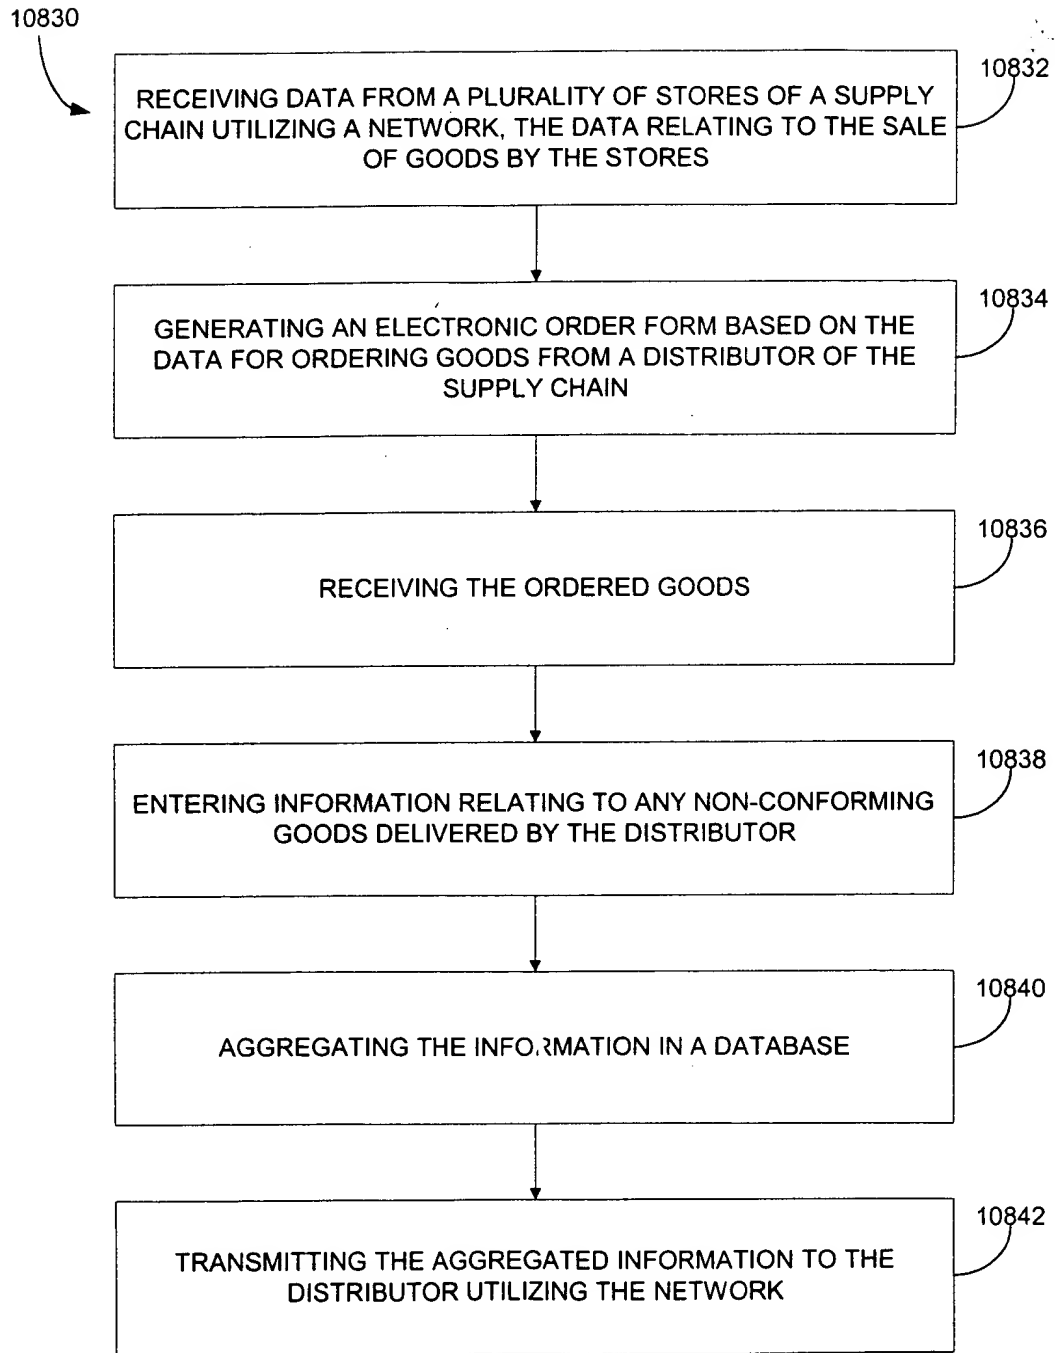 10830
10832
RECEIVING DATA FROM A PLURALITY OF STORES OF A SUPPLY
CHAIN UTILIZING A NETWORK, THE DATA RELATING TO THE SALE
OF GOODS BY THE STORES
10834
GENERATING AN ELECTRONIC ORDER FORM BASED ON THE
DATA FOR ORDERING GOODS FROM A DISTRIBUTOR OF THE
SUPPLY CHAIN
10836
RECEIVING THE ORDERED GOODS
10838
ENTERING INFORMATION RELATING TO ANY NON-CONFORMING
GOODS DELIVERED BY THE DISTRIBUTOR
10840
AGGREGATING THE INFORMATION IN A DATABASE
10842
TRANSMITTING THE AGGREGATED INFORMATION TO THE
DISTRIBUTOR UTILIZING THE NETWORK